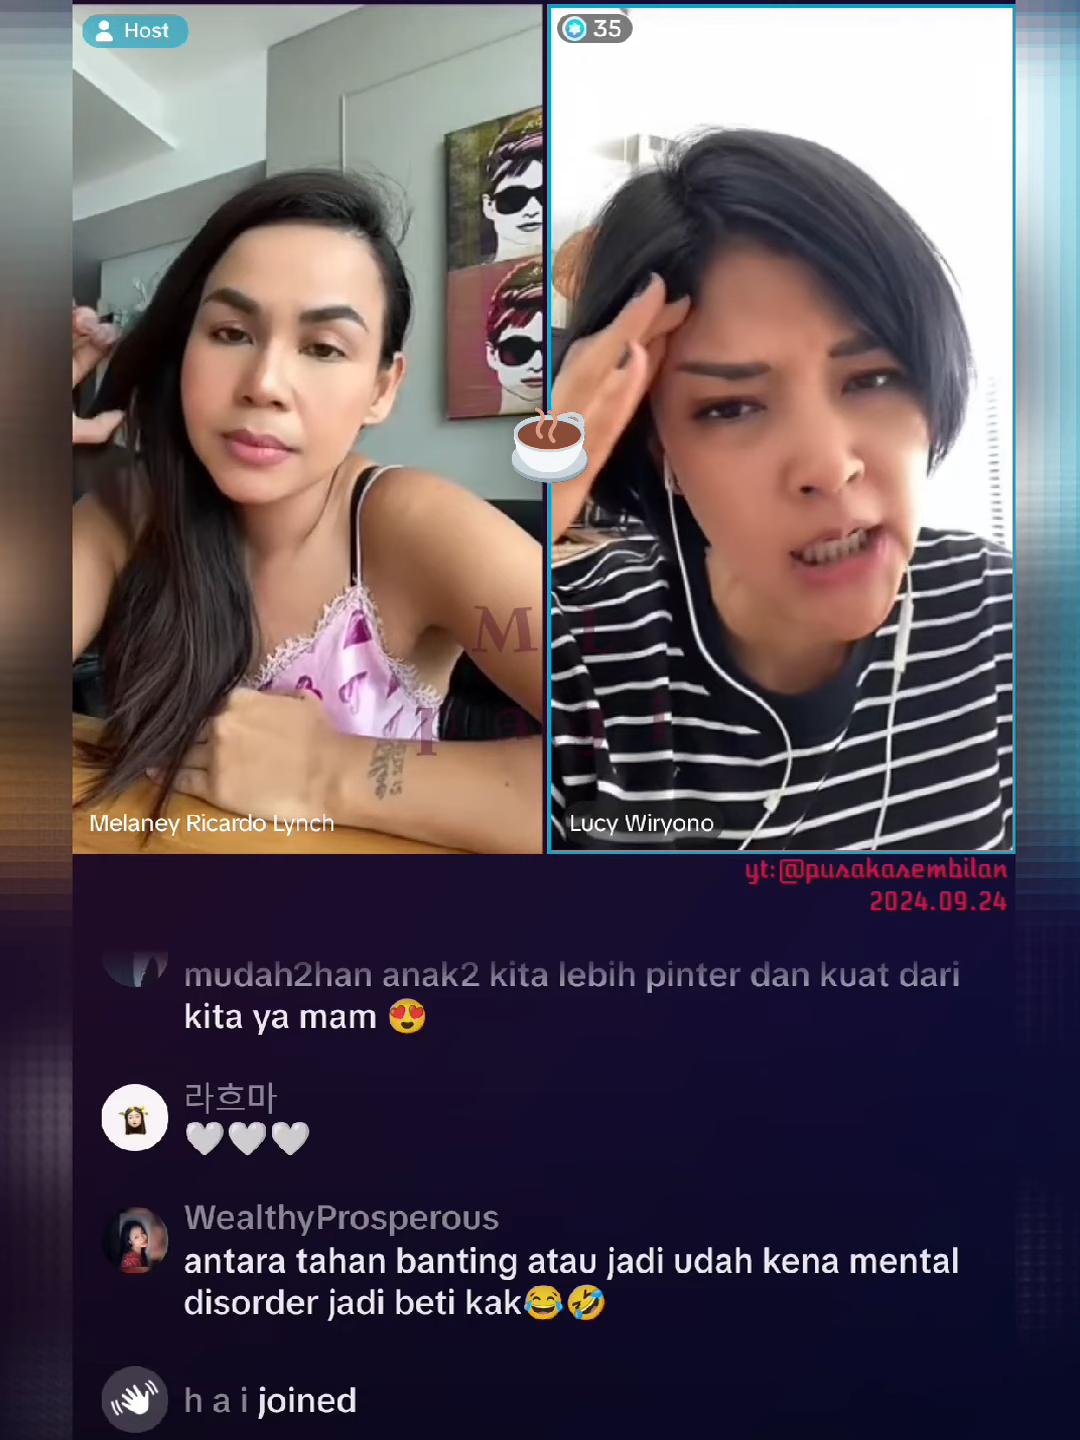 Host
35
M L
Melaney Ricardo Lynch
Lucy Wiryono
yt:@pusakasembilan
2024.09.24
mudah2han anak2 kita lebih pinter dan kuat dari
kita ya mam 😍
라흐마
🤍🤍🤍
WealthyProsperous
antara tahan banting atau jadi udah kena mental
disorder jadi beti kak😂🤣
h a i joined